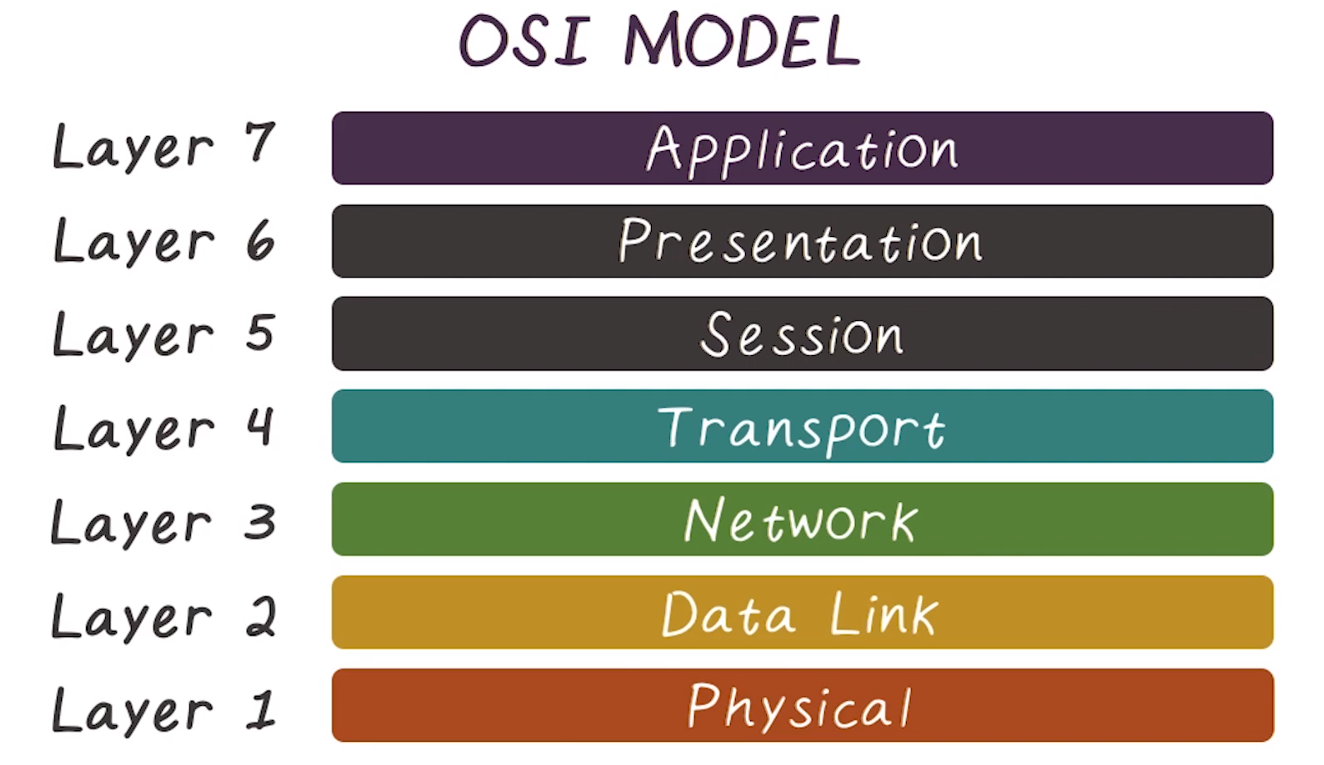 OSI MODEL
Layer 7 Application
Layer 6 Presentation
Layer 5 Session
Layer 4 Transport
Layer 3 Network
Layer 2 Data Link
Layer 1 Physical